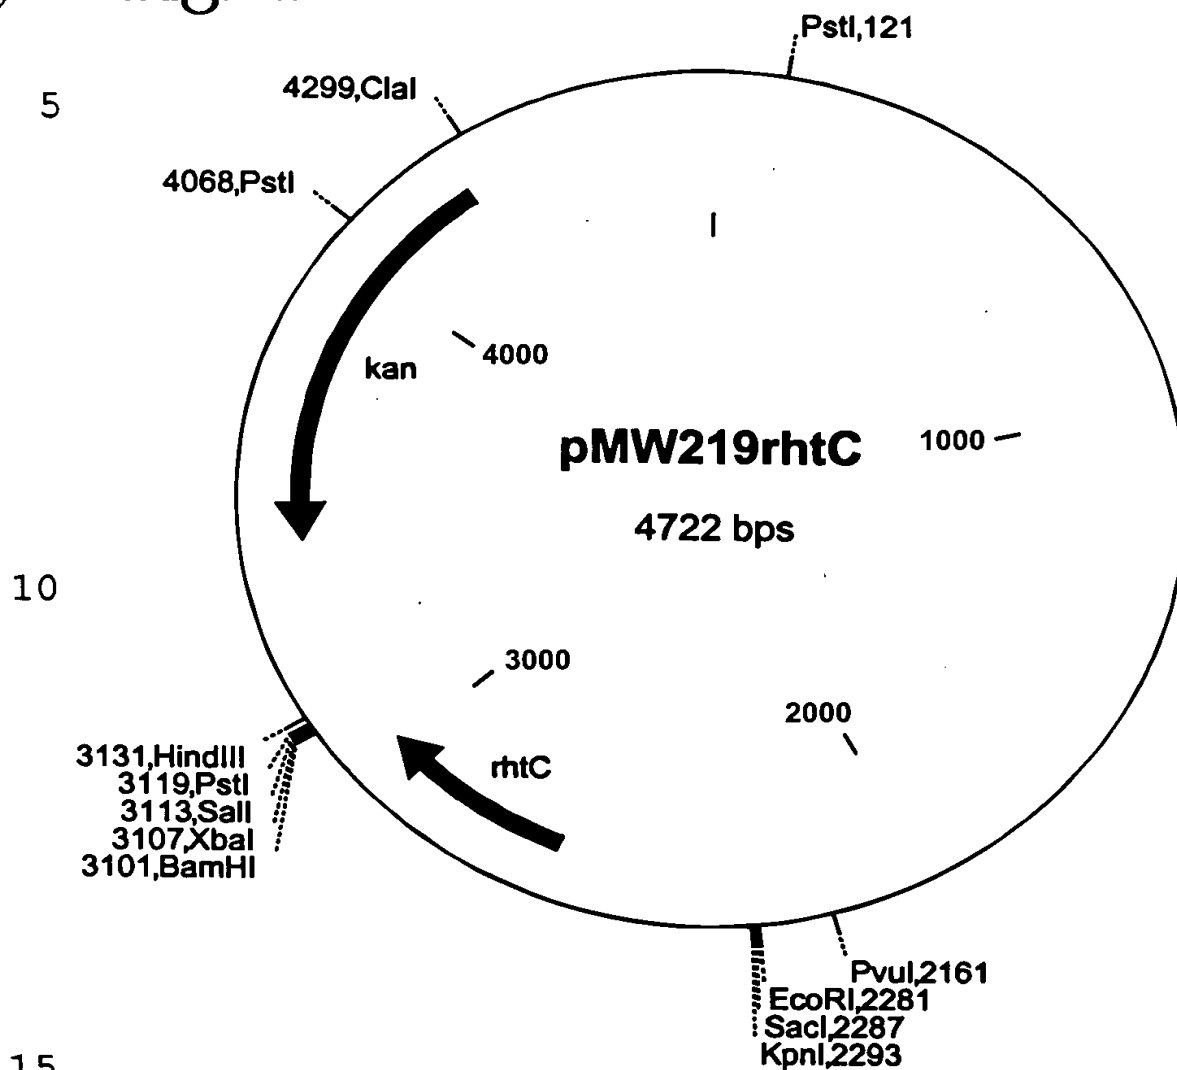 PstI,121
5
4299,ClaI
4068,PstI
4000
kan
pMW219rhtC
1000
4722 bps
10
3000
2000
3131,HindIII
3119,PstI
3113,SalI
3107,XbaI
3101,BamHI
rhtC
PvuI,2161
EcoRI,2281
SacI,2287
KpnI,2293
15